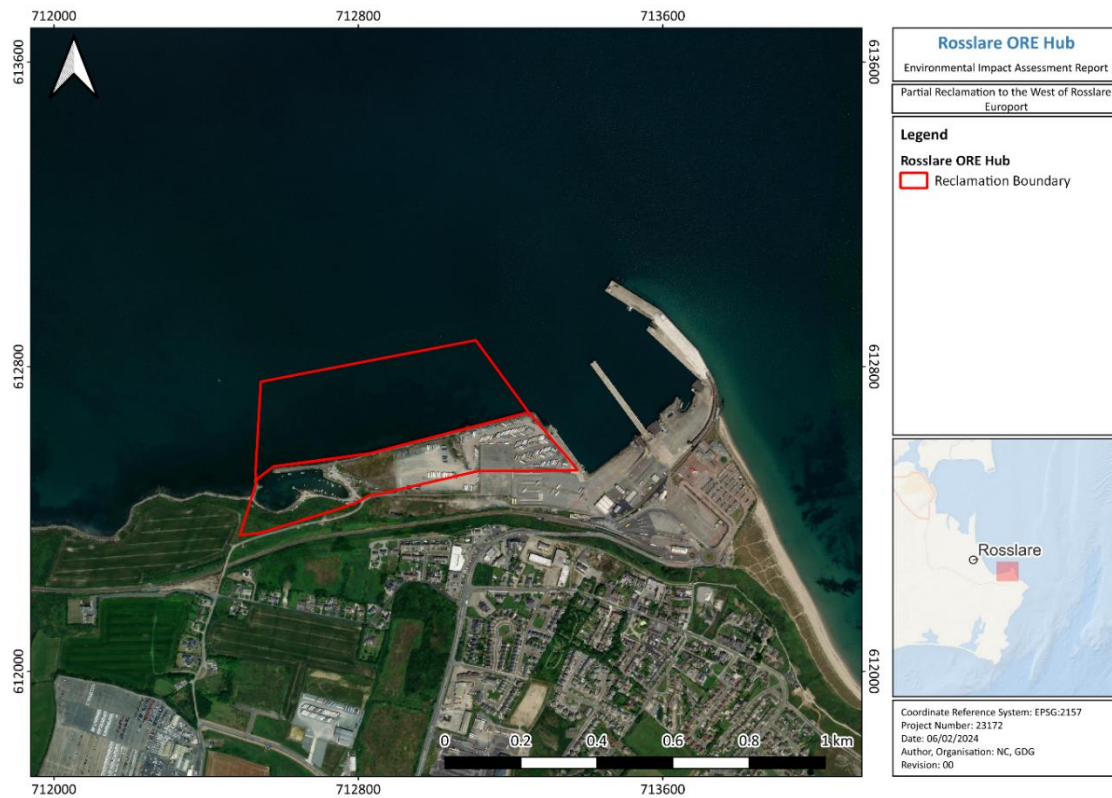 712000
712800
713600
613600
613600
612800
612800
612000
612000
0
0.2
0.4
0.6
0.8
1 km
712000
712800
713600
Rosslare ORE Hub
Environmental Impact Assessment Report
Partial Reclamation to the West of Rosslare
Europort
Legend
Rosslare ORE Hub
Reclamation Boundary
Rosslare
Coordinate Reference System: EPSG:2157
Project Number: 23172
Date: 06/02/2024
Author, Organisation: NC, GDG
Revision: 00